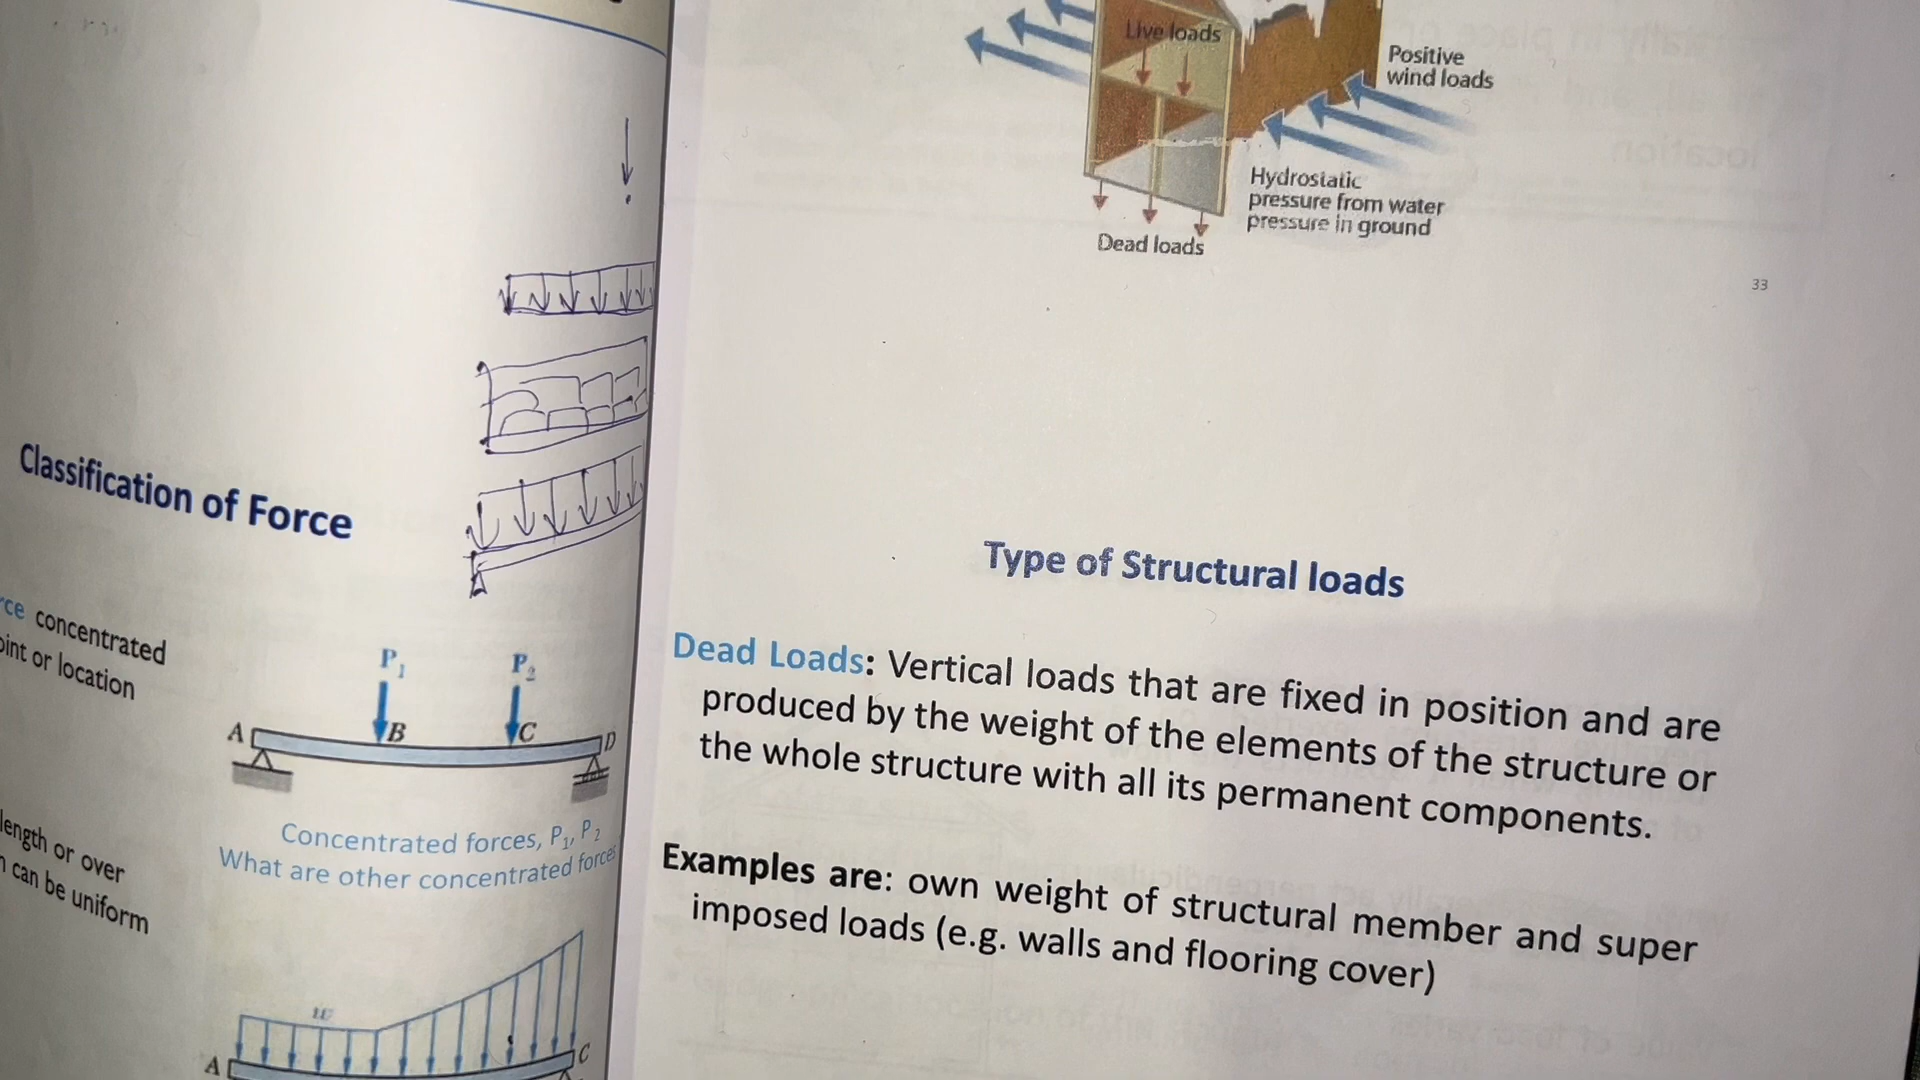 Classification of Force
concentrated
or location
P1
P2
A
B
C
D
Concentrated forces, P1, P2
What are other concentrated forces
length or over
can be uniform
w
A
C
Live loads
Positive
wind loads
Hydrostatic
pressure from water
pressure in ground
Dead loads
33
Type of Structural loads
Dead Loads: Vertical loads that are fixed in position and are
produced by the weight of the elements of the structure or
the whole structure with all its permanent components.
Examples are: own weight of structural member and super
imposed loads (e.g. walls and flooring cover)